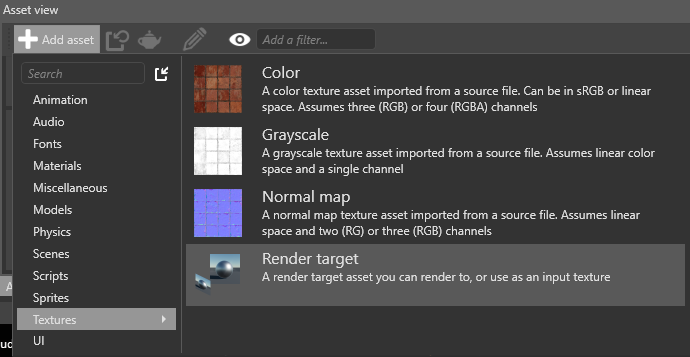 Asset view
Add asset
Add a filter...
Search
Animation
Audio
Fonts
Materials
Miscellaneous
Models
Physics
Scenes
Scripts
Sprites
Textures
UI
Color
A color texture asset imported from a source file. Can be in sRGB or linear
space. Assumes three (RGB) or four (RGBA) channels
Grayscale
A grayscale texture asset imported from a source file. Assumes linear color
space and a single channel
Normal map
A normal map texture asset imported from a source file. Assumes linear
space and two (RG) or three (RGB) channels
Render target
A render target asset you can render to, or use as an input texture